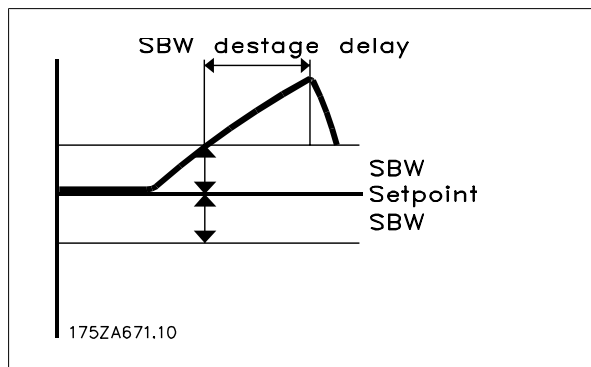 SBW destage delay
SBW
Setpoint
SBW
175ZA671.10